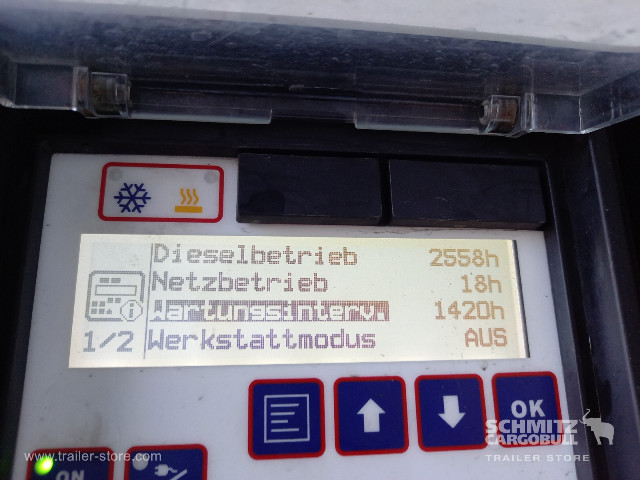 Dieselbetrieb 2558h
Netzbetrieb 18h
Wartungsinterv. 1420h
1/2 Werkstattmodus AUS
OK
SCHMITZ
CARGOBULL
TRAILER STORE
www.trailer-store.com
ON